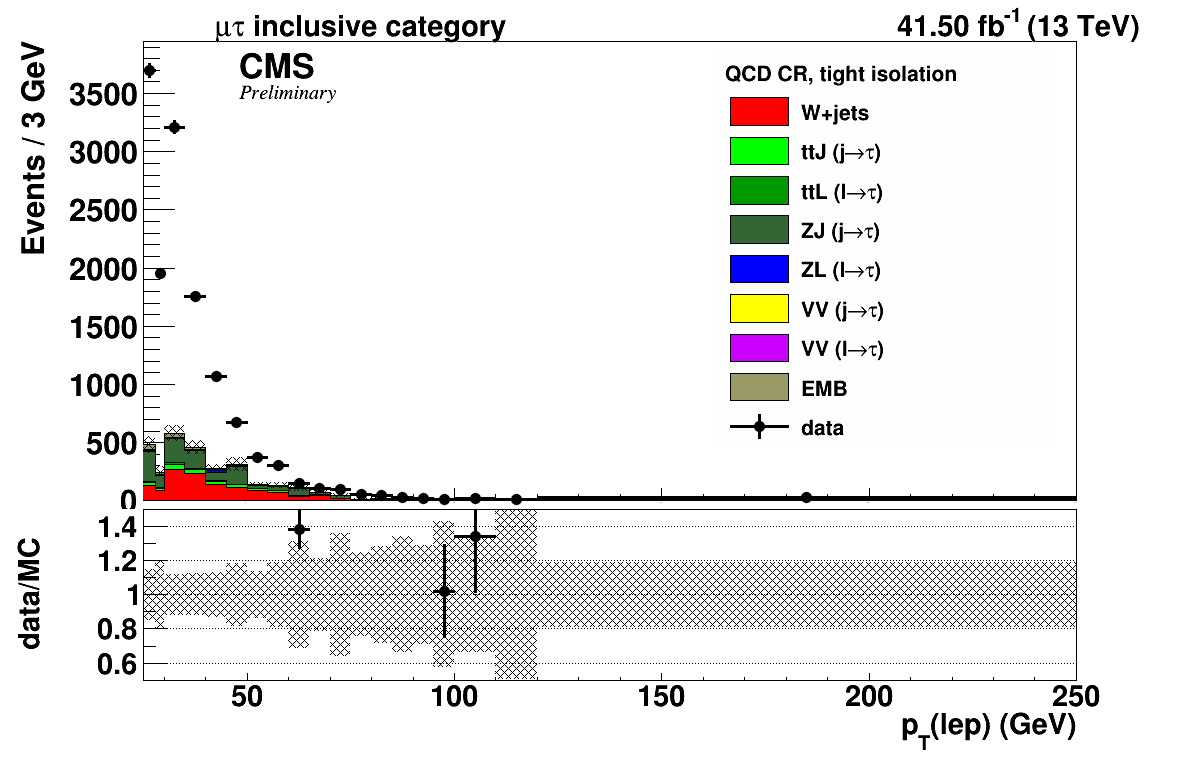 μτ inclusive category
41.50 fb-1 (13 TeV)
CMS
Preliminary
QCD CR, tight isolation
W+jets
ttJ (j→τ)
ttL (l→τ)
ZJ (j→τ)
ZL (l→τ)
VV (j→τ)
VV (l→τ)
EMB
data
Events / 3 GeV
3500
3000
2500
2000
1500
1000
500
0
data/MC
1.4
1.2
1
0.8
0.6
50
100
150
200
250
pT(lep) (GeV)